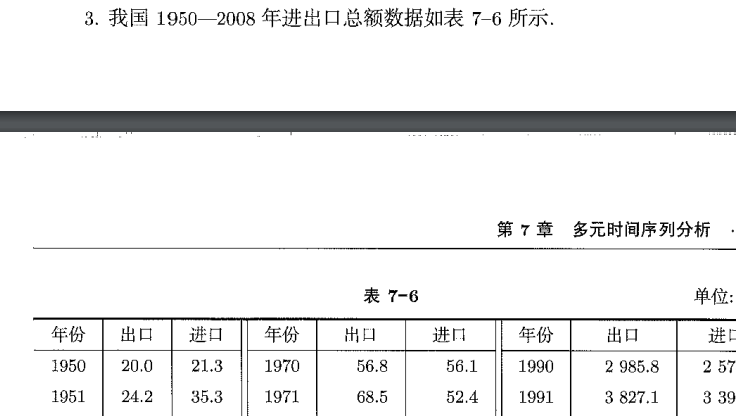 3. 我国 1950—2008 年进出口总额数据如表 7-6 所示.
第 7 章 多元时间序列分析 ·
表 7-6
单位:
年份 出口 进口 年份 出口 进口 年份 出口 进
1950 20.0 21.3 1970 56.8 56.1 1990 2 985.8 2 57
1951 24.2 35.3 1971 68.5 52.4 1991 3 827.1 3 39